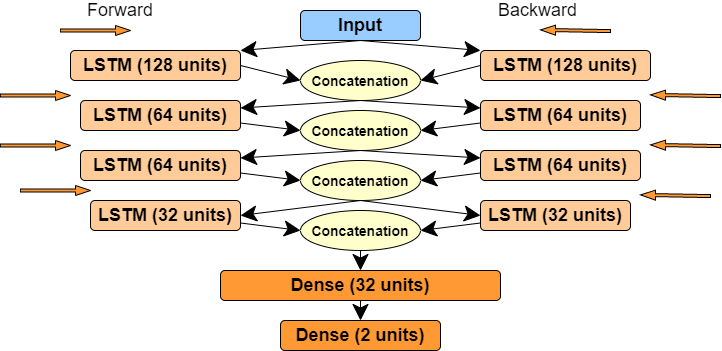 Forward
Backward
Input
LSTM (128 units)
LSTM (128 units)
Concatenation
LSTM (64 units)
LSTM (64 units)
Concatenation
LSTM (64 units)
LSTM (64 units)
Concatenation
LSTM (32 units)
LSTM (32 units)
Concatenation
Dense (32 units)
Dense (2 units)